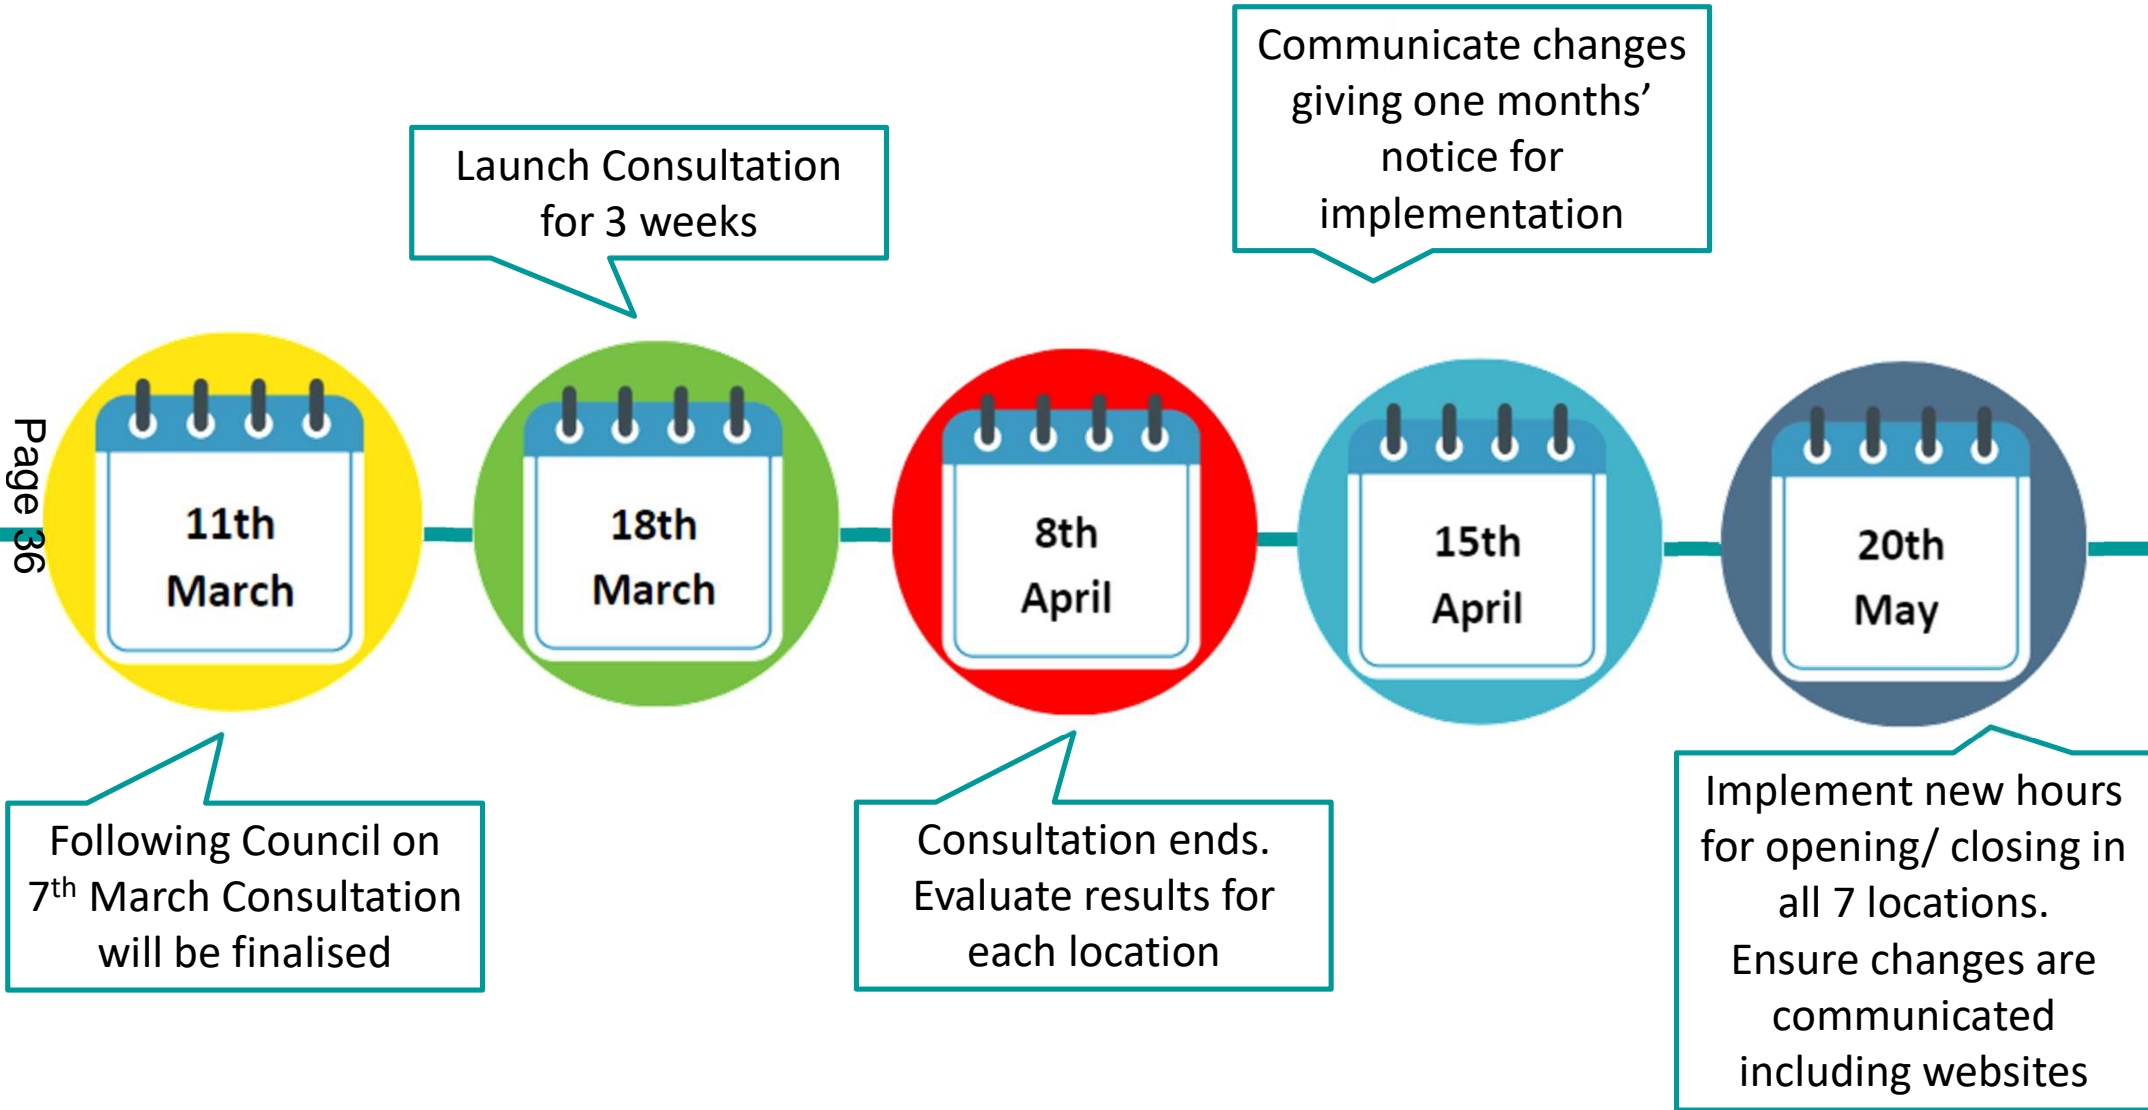 Communicate changes
giving one months’
notice for
implementation
Launch Consultation
for 3 weeks
Page 36
11th
March
18th
March
8th
April
15th
April
20th
May
Following Council on
7th March Consultation
will be finalised
Consultation ends.
Evaluate results for
each location
Implement new hours
for opening/ closing in
all 7 locations.
Ensure changes are
communicated
including websites